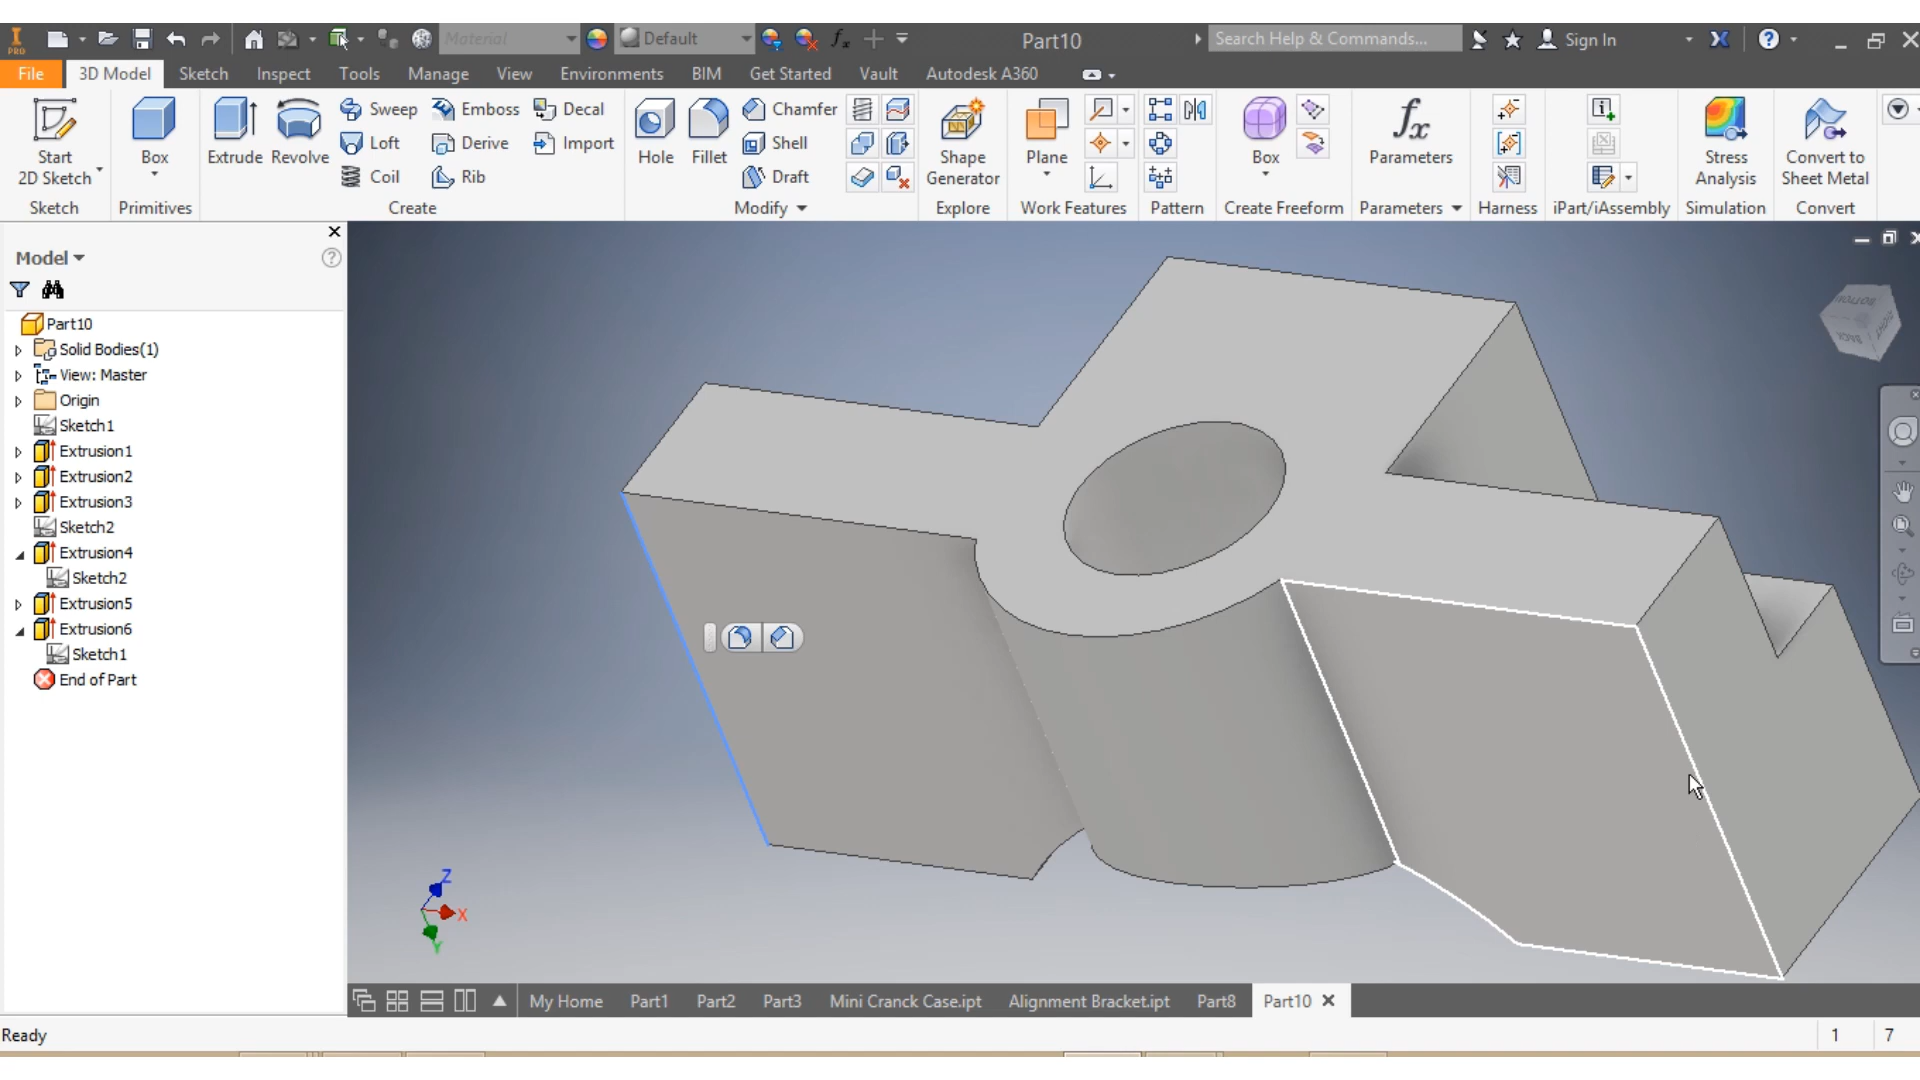 PRO
Material
Default
Part10
Search Help & Commands...
Sign In
File
3D Model
Sketch
Inspect
Tools
Manage
View
Environments
BIM
Get Started
Vault
Autodesk A360
Start
2D Sketch
Box
Extrude
Revolve
Sweep
Loft
Coil
Emboss
Derive
Rib
Decal
Import
Hole
Fillet
Chamfer
Shell
Draft
Shape
Generator
Plane
Box
Parameters
Stress
Analysis
Convert to
Sheet Metal
Sketch
Primitives
Create
Modify
Explore
Work Features
Pattern
Create Freeform
Parameters
Harness
iPart/iAssembly
Simulation
Convert
Model
Part10
Solid Bodies(1)
View: Master
Origin
Sketch1
Extrusion1
Extrusion2
Extrusion3
Sketch2
Extrusion4
Sketch2
Extrusion5
Extrusion6
Sketch1
End of Part
BOTTOM
RIGHT
BACK
Z
X
Y
My Home
Part1
Part2
Part3
Mini Cranck Case.ipt
Alignment Bracket.ipt
Part8
Part10
Ready
1
7